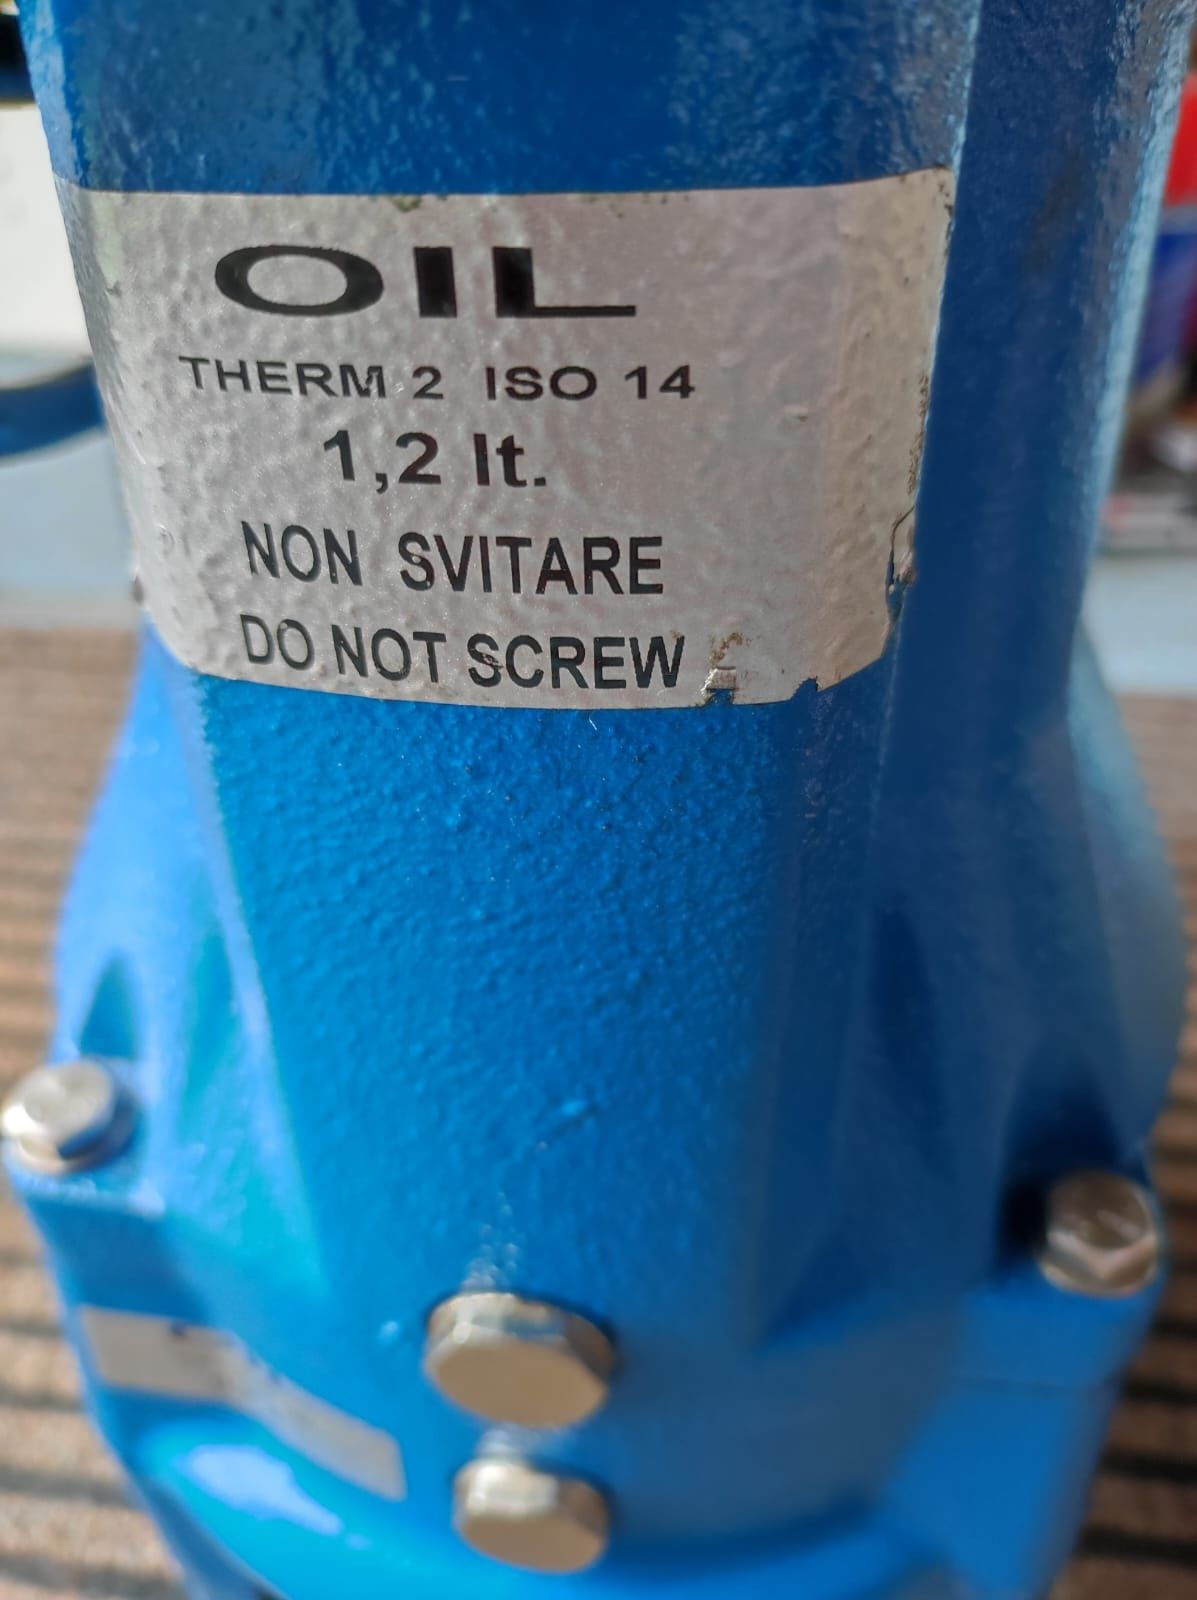 OIL
THERM 2 ISO 14
1,2 lt.
NON SVITARE
DO NOT SCREW